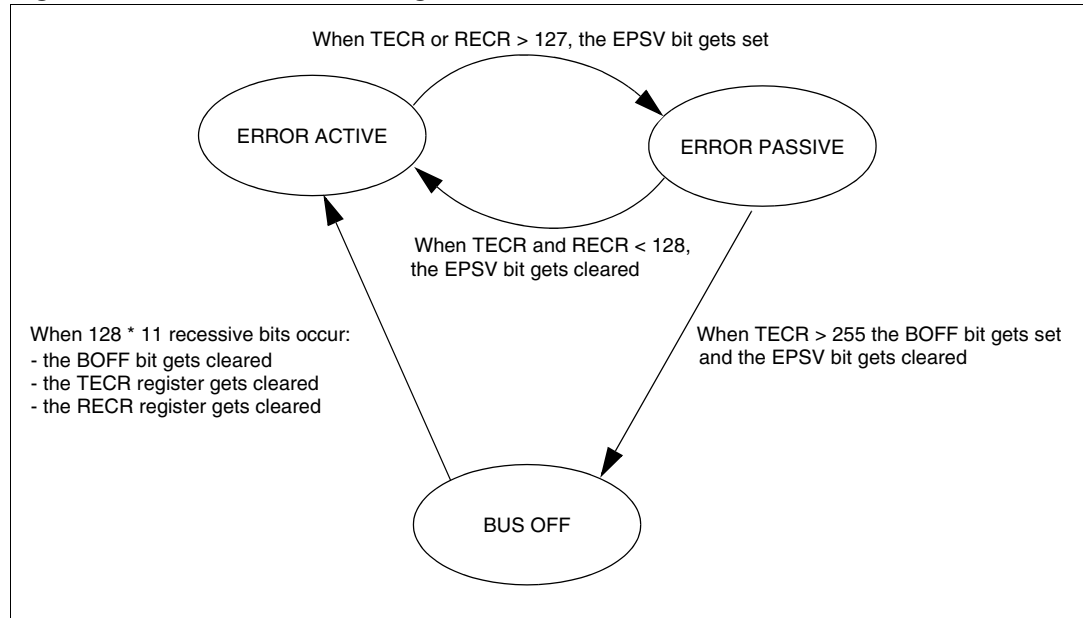 When TECR or RECR > 127, the EPSV bit gets set
ERROR ACTIVE
ERROR PASSIVE
When TECR and RECR < 128,
the EPSV bit gets cleared
When 128 * 11 recessive bits occur:
- the BOFF bit gets cleared
- the TECR register gets cleared
- the RECR register gets cleared
When TECR > 255 the BOFF bit gets set
and the EPSV bit gets cleared
BUS OFF